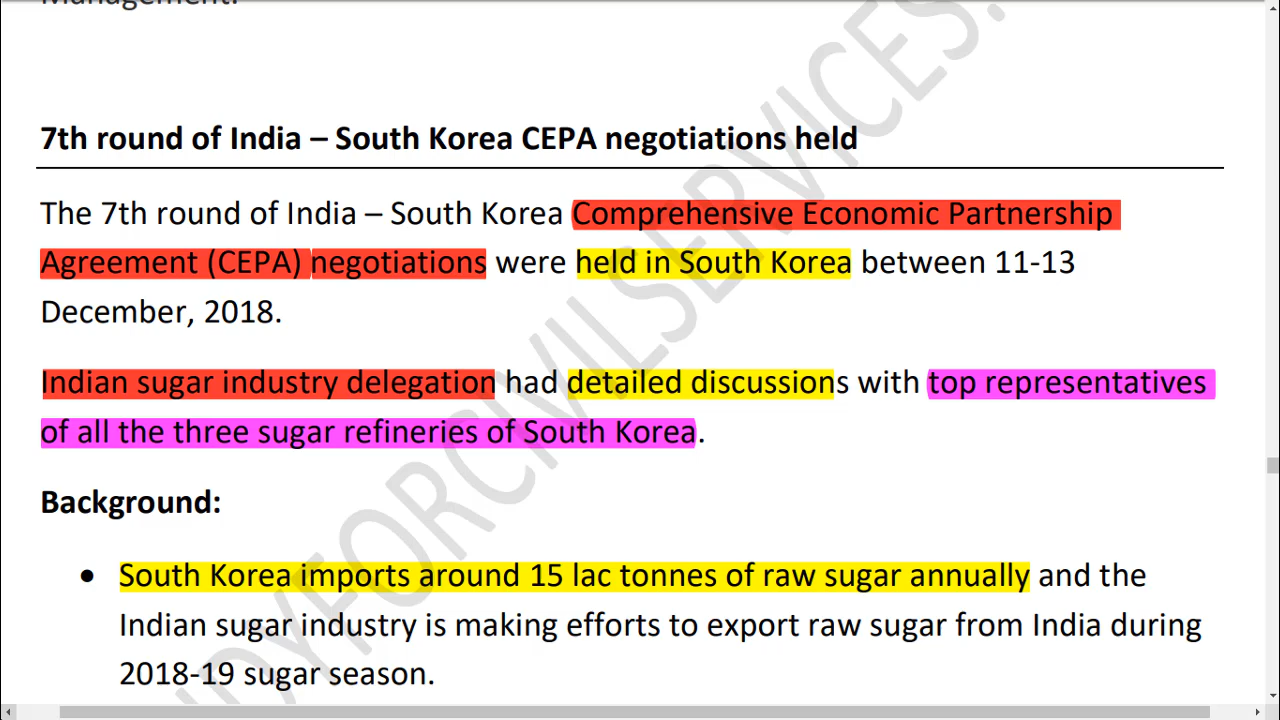 Management.
7th round of India – South Korea CEPA negotiations held
The 7th round of India – South Korea Comprehensive Economic Partnership
Agreement (CEPA) negotiations were held in South Korea between 11-13
December, 2018.
Indian sugar industry delegation had detailed discussions with top representatives
of all the three sugar refineries of South Korea.
Background:
• South Korea imports around 15 lac tonnes of raw sugar annually and the
Indian sugar industry is making efforts to export raw sugar from India during
2018-19 sugar season.
DYFORCIVILSERVICES.